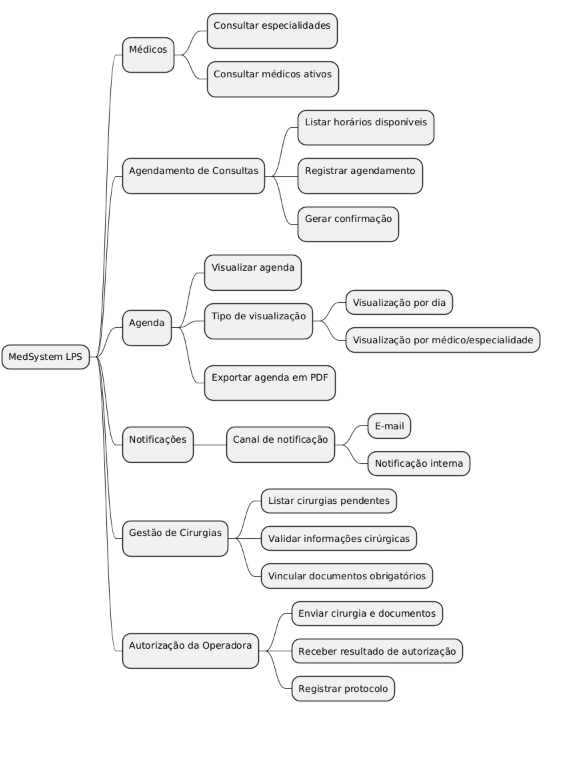 MedSystem LPS
Médicos
Consultar especialidades
Consultar médicos ativos
Agendamento de Consultas
Listar horários disponíveis
Registrar agendamento
Gerar confirmação
Agenda
Visualizar agenda
Tipo de visualização
Visualização por dia
Visualização por médico/especialidade
Exportar agenda em PDF
Notificações
Canal de notificação
E-mail
Notificação interna
Gestão de Cirurgias
Listar cirurgias pendentes
Validar informações cirúrgicas
Vincular documentos obrigatórios
Autorização da Operadora
Enviar cirurgia e documentos
Receber resultado de autorização
Registrar protocolo